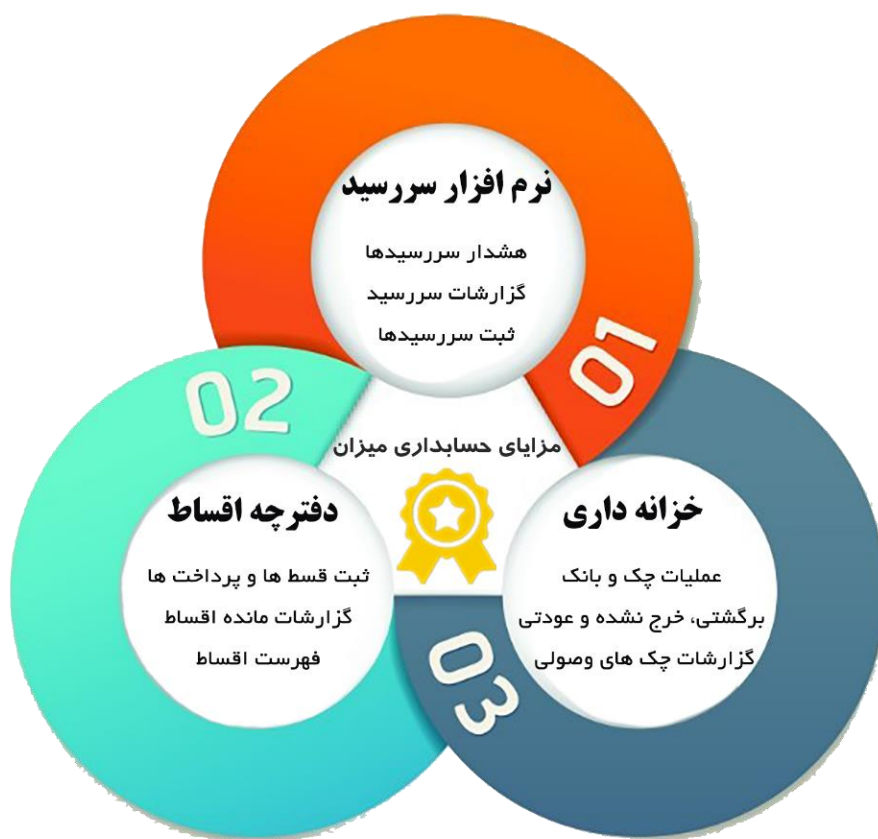 نرم افزار سررسید
هشدار سررسیدها
گزارشات سررسید
ثبت سررسیدها
01
02
مزایای حسابداری میزان
دفترچه اقساط
ثبت قسط ها و پرداخت ها
گزارشات مانده اقساط
فهرست اقساط
خزانه داری
عملیات چک و بانک
برگشتی، خرج نشده و عودتی
گزارشات چک های وصولی
03